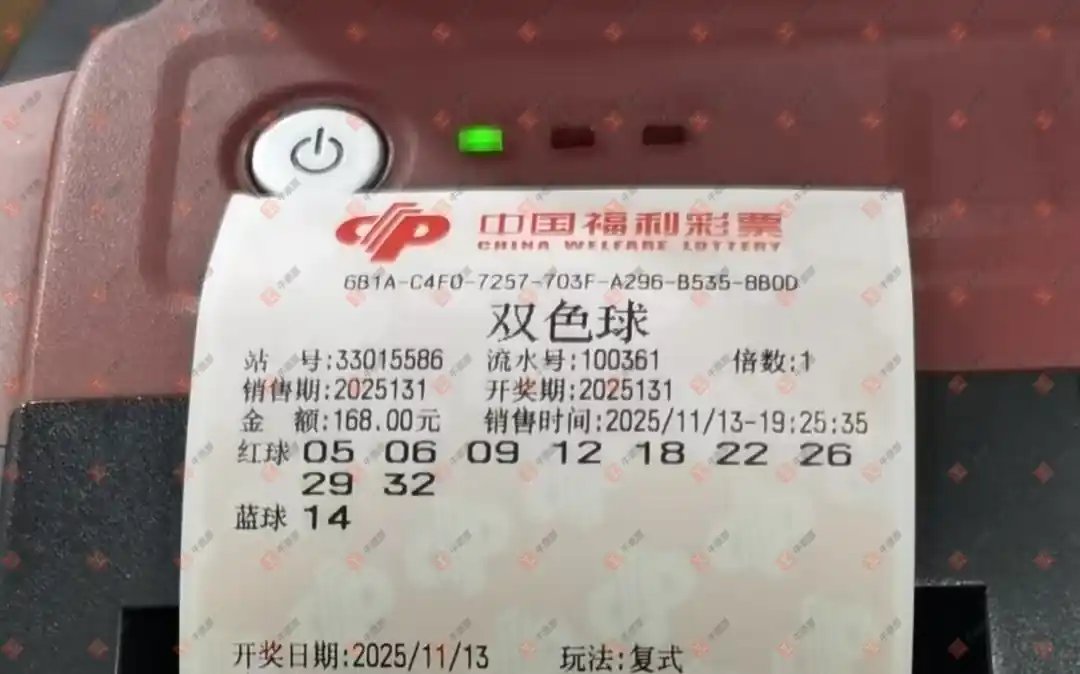 中国福利彩票
CHINA WELFARE LOTTERY
6B1A-C4F0-7257-703F-A296-B535-BB0D
双色球
站 号:33015586 流水号:100361 倍数:1
销售期:2025131 开奖期:2025131
金 额:168.00元 销售时间:2025/11/13-19:25:35
红球 05 06 09 12 18 22 26
29 32
蓝球 14
开奖日期:2025/11/13 玩法:复式